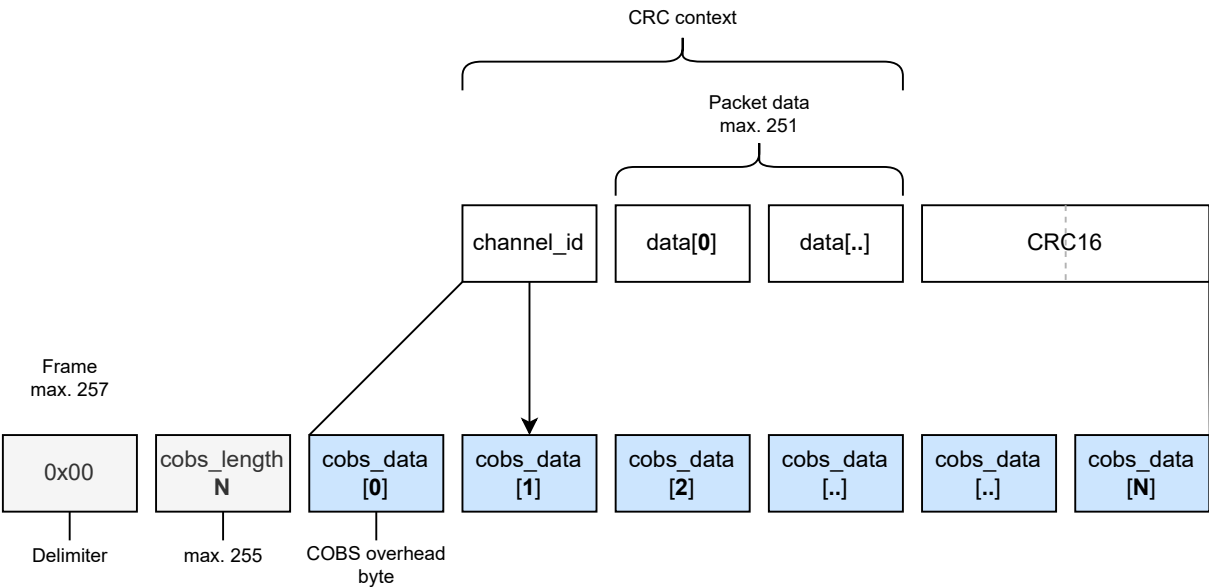 CRC context
Packet data
max. 251
channel_id
data[0]
data[..]
CRC16
Frame
max. 257
0x00
cobs_length
N
cobs_data
[0]
cobs_data
[1]
cobs_data
[2]
cobs_data
[..]
cobs_data
[..]
cobs_data
[N]
Delimiter
max. 255
COBS overhead
byte